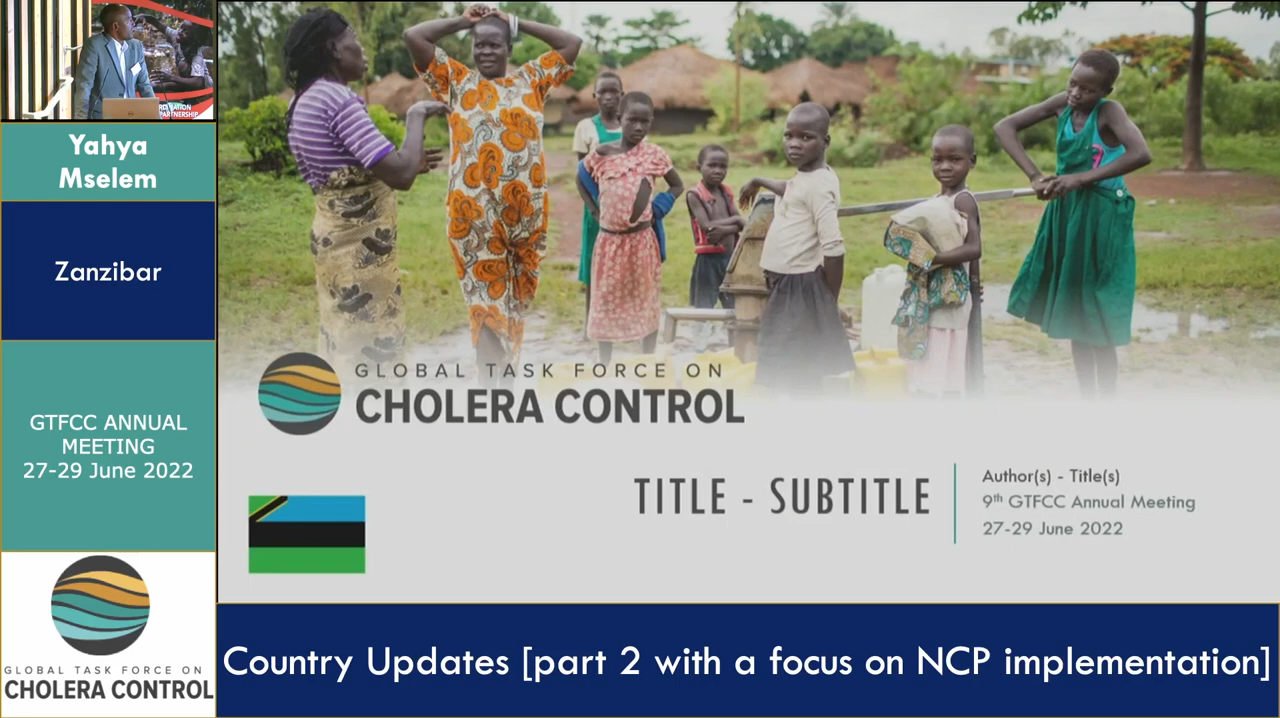 RDINATION
PARTNERSHIP
Yahya
Mselem
Zanzibar
GTFCC ANNUAL
MEETING
27-29 June 2022
GLOBAL TASK FORCE ON
CHOLERA CONTROL
GLOBAL TASK FORCE ON
CHOLERA CONTROL
TITLE - SUBTITLE
Author(s) - Title(s)
9th GTFCC Annual Meeting
27-29 June 2022
Country Updates [part 2 with a focus on NCP implementation]